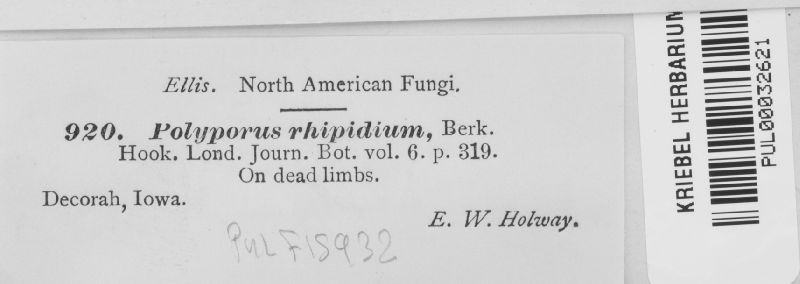 Ellis. North American Fungi.
920. Polyporus rhipidium, Berk.
Hook. Lond. Journ. Bot. vol. 6. p. 319.
On dead limbs.
Decorah, Iowa.
E. W. Holway.
PUL F15932
KRIEBEL HERBARIUM
PUL00032621